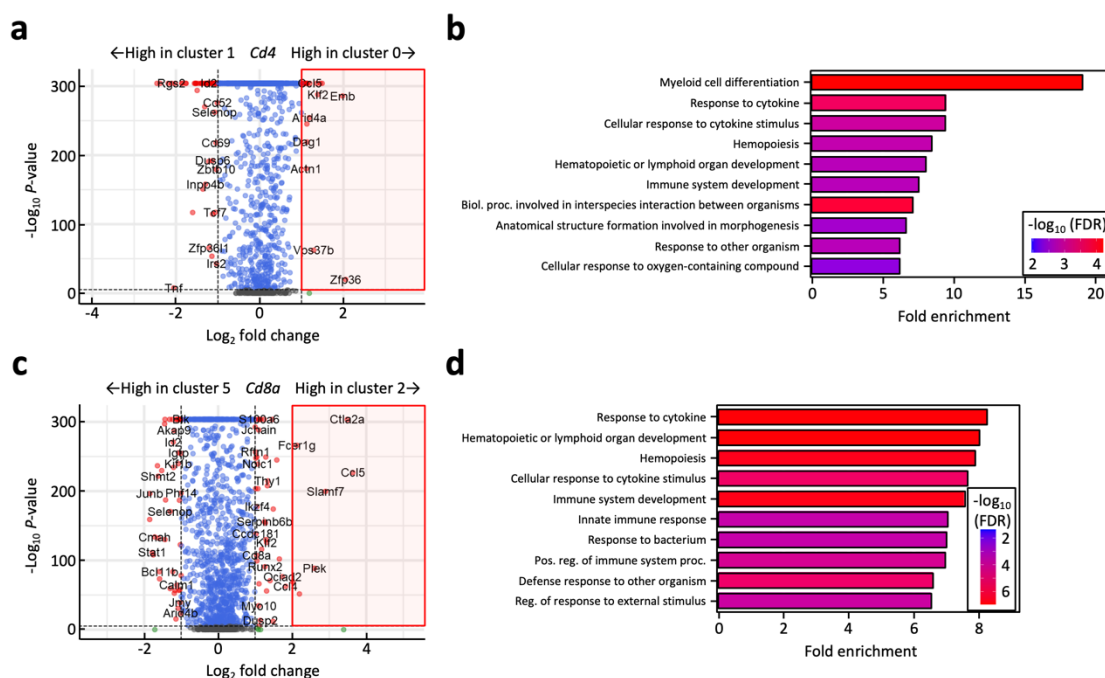 a
←High in cluster 1 Cd4 High in cluster 0→
300
200
100
0
-Log10 P-value
Rgs2
Id2
Ccl5
Klf2
Emb
Cd52
Selenop
Arid4a
Cd69
Dag1
Dusp6
Zbtb10
Actn1
Inpp4b
Tcf7
Zfp36l1
Vps37b
Irs2
Zfp36
Tnf
-4 -2 0 2
Log2 fold change
b
Myeloid cell differentiation
Response to cytokine
Cellular response to cytokine stimulus
Hemopoiesis
Hematopoietic or lymphoid organ development
Immune system development
Biol. proc. involved in interspecies interaction between organisms
Anatomical structure formation involved in morphogenesis
Response to other organism
Cellular response to oxygen-containing compound
-log10 (FDR)
2 3 4
0 5 10 15 20
Fold enrichment
c
←High in cluster 5 Cd8a High in cluster 2→
300
200
100
0
-Log10 P-value
Blk
S100a6
Ctla2a
Akap9
Jchain
Id2
Fcer1g
Igtp
Rffn1
Kif1b
Nolc1
Shmt2
Thy1
Ccl5
Junb
Phf14
Slamf7
Selenop
Ikzf4
Serpinb6b
Cmah
Ccdc181
Klf2
Stat1
Cd8a
Bcl11b
Runx2
Plek
Calm1
Ociad2
Ccl4
Jmy
Myo10
Arid4b
Dusp2
-2 0 2 4
Log2 fold change
d
Response to cytokine
Hematopoietic or lymphoid organ development
Hemopoiesis
Cellular response to cytokine stimulus
Immune system development
Innate immune response
Response to bacterium
Pos. reg. of immune system proc.
Defense response to other organism
Reg. of response to external stimulus
-log10
(FDR)
2
4
6
0 2 4 6 8
Fold enrichment